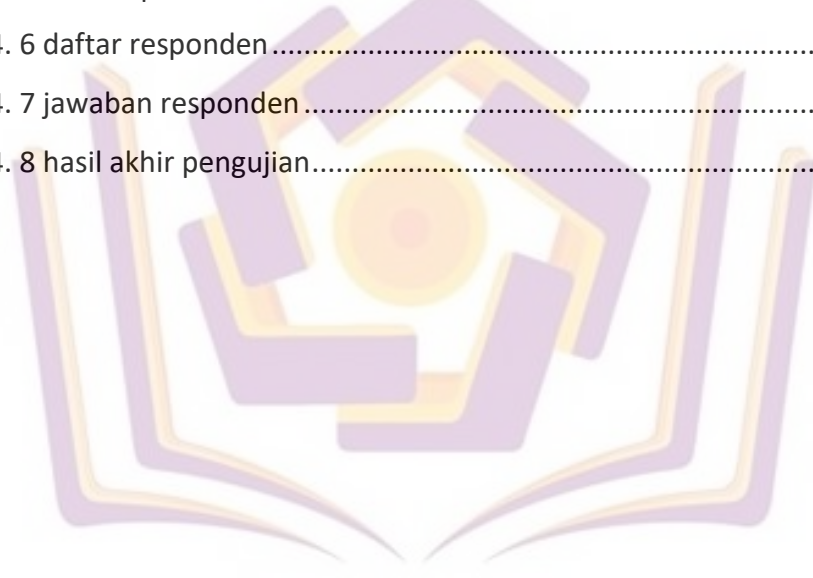 . 6 daftar responden....................................................................
. 7 jawaban responden................................................................
. 8 hasil akhir pengujian...............................................................